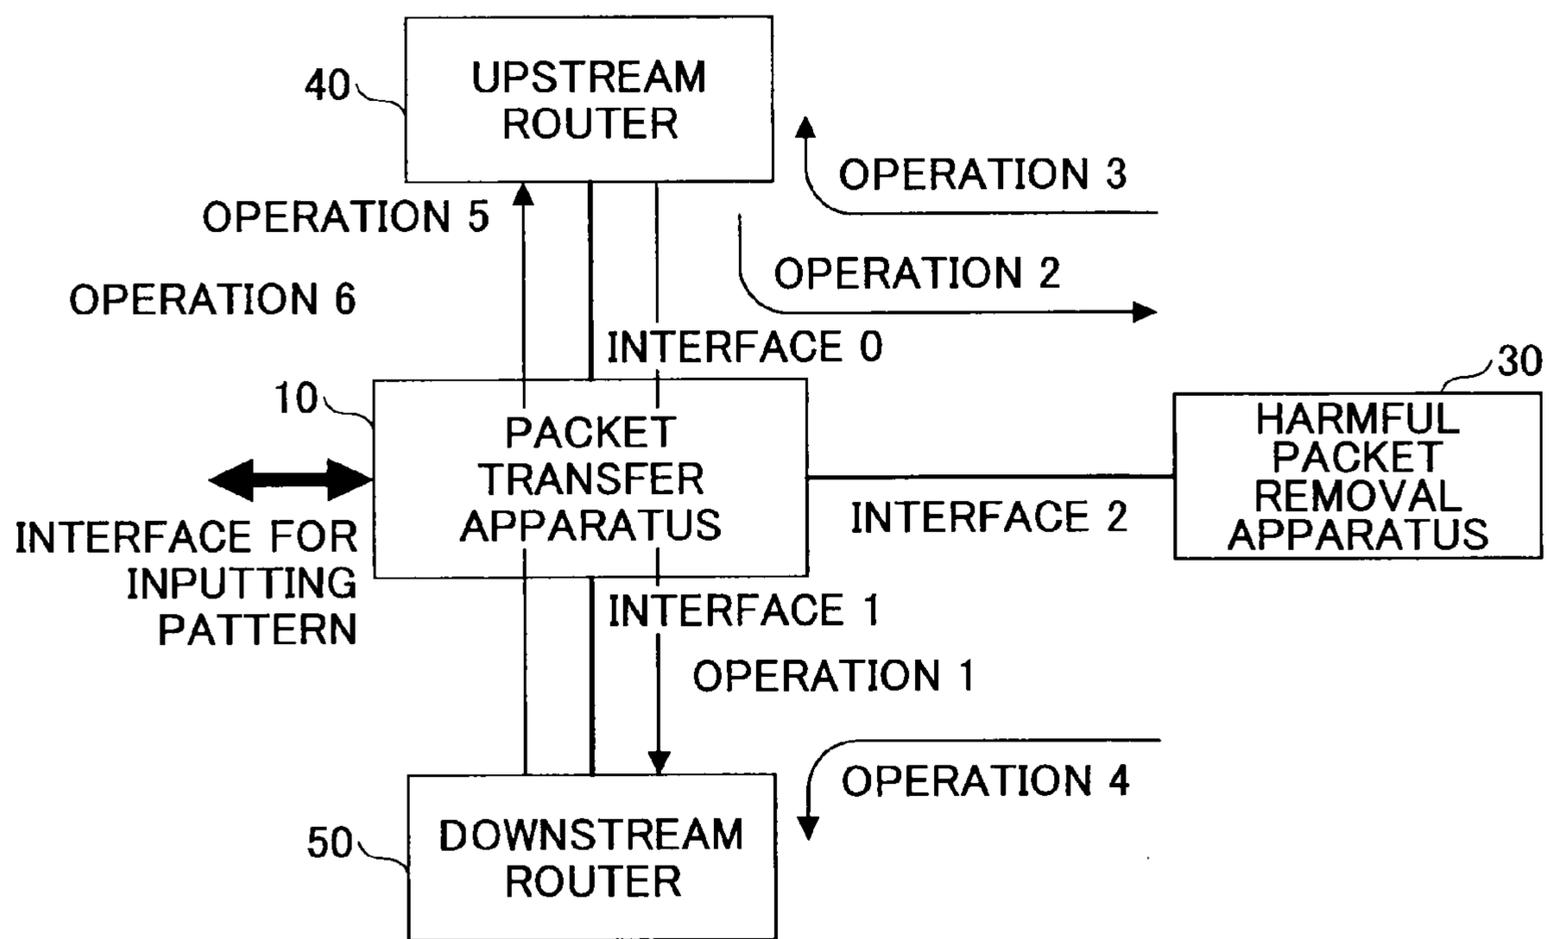 40
UPSTREAM
ROUTER
OPERATION 3
OPERATION 5
OPERATION 2
OPERATION 6
INTERFACE 0
30
10
PACKET
TRANSFER
APPARATUS
HARMFUL
PACKET
REMOVAL
APPARATUS
INTERFACE 2
INTERFACE FOR
INPUTTING
PATTERN
INTERFACE 1
OPERATION 1
OPERATION 4
50
DOWNSTREAM
ROUTER